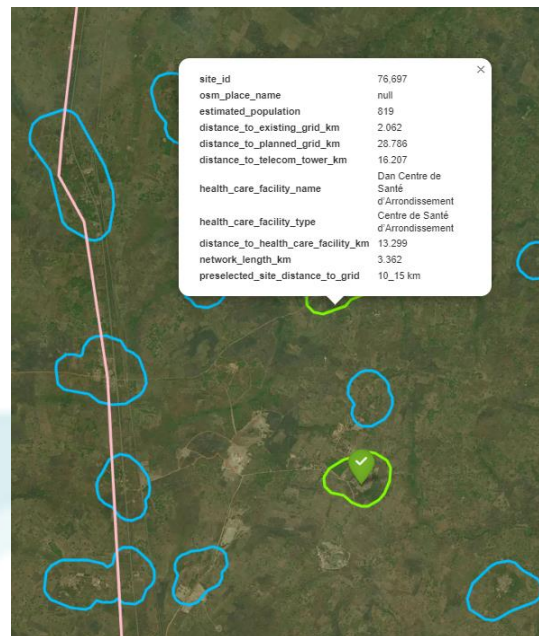 ×
site_id 76,697
osm_place_name null
estimated_population 819
distance_to_existing_grid_km 2.062
distance_to_planned_grid_km 28.786
distance_to_telecom_tower_km 16.207
health_care_facility_name Dan Centre de
Santé
d'Arrondissement
health_care_facility_type Centre de Santé
d'Arrondissement
distance_to_health_care_facility_km 13.299
network_length_km 3.362
preselected_site_distance_to_grid 10_15 km